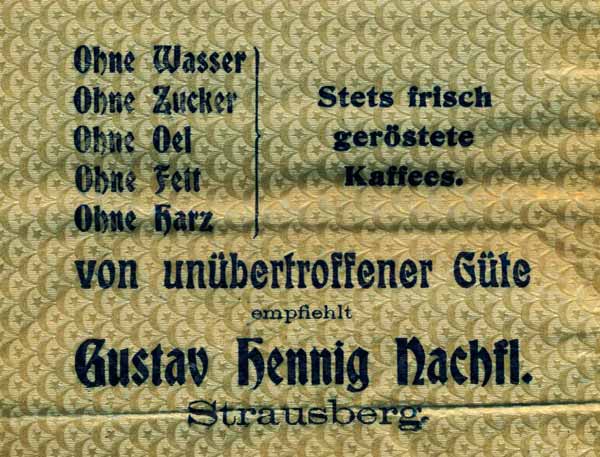 Ohne Wasser
Ohne Zucker
Ohne Oel
Ohne Fett
Ohne Harz
Stets frisch
geröstete
Kaffees.
von unübertroffener Güte
empfiehlt
Gustav Hennig Nachfl.
Strausberg.